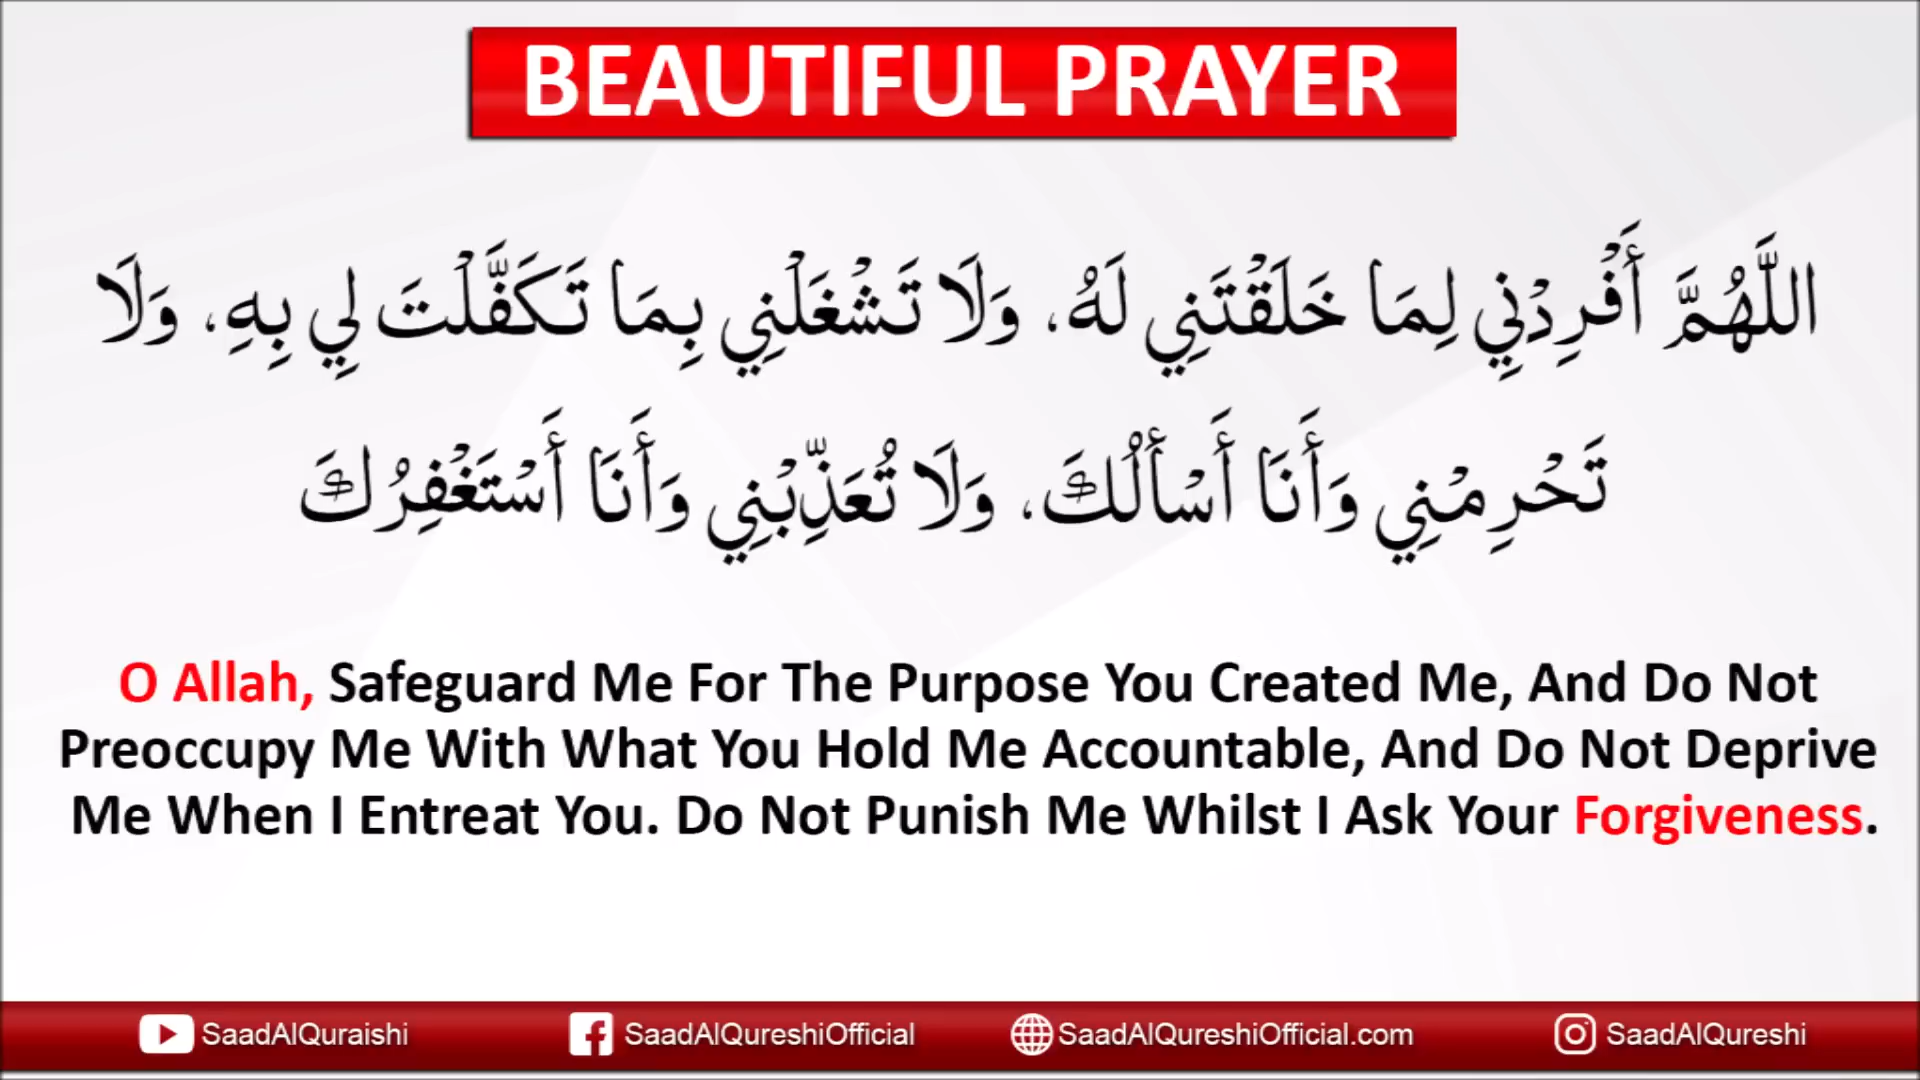 BEAUTIFUL PRAYER
اللَّهُمَّ أَفْرِدْنِي لِمَا خَلَقْتَنِي لَهُ، وَلَا تَشْغَلْنِي بِمَا تَكَفَّلْتَ لِي بِهِ، وَلَا
تَحْرِمْنِي وَأَنَا أَسْأَلُكَ، وَلَا تُعَذِّبْنِي وَأَنَا أَسْتَغْفِرُكَ
O Allah, Safeguard Me For The Purpose You Created Me, And Do Not
Preoccupy Me With What You Hold Me Accountable, And Do Not Deprive
Me When I Entreat You. Do Not Punish Me Whilst I Ask Your Forgiveness.
SaadAlQuraishi SaadAlQureshiOfficial SaadAlQureshiOfficial.com SaadAlQureshi